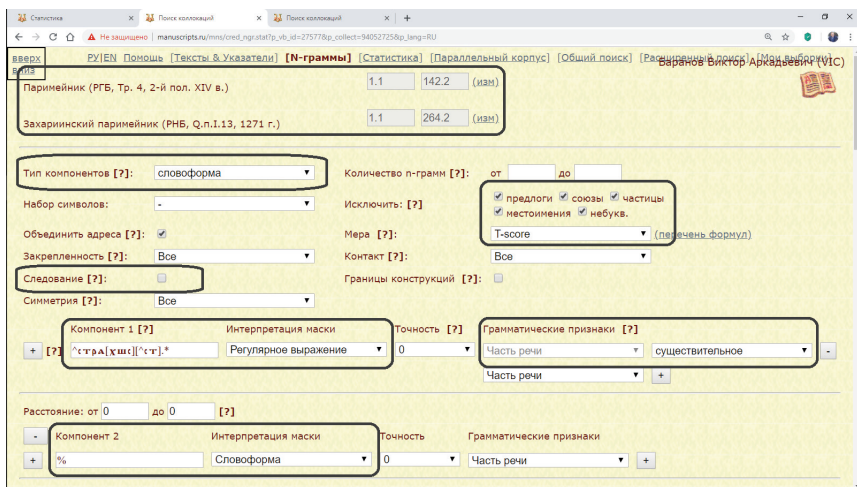 Статистика Поиск коллокаций Поиск коллокаций
Не защищено | manuscripts.ru/mns/cred_ngr.stat?p_vb_id=27577&p_collect=94052725&p_lang=RU
вверх РУ|EN Помощь [Тексты & Указатели] [N-граммы] [Статистика] [Параллельный корпус] [Общий поиск] [Расширенный поиск] [Мои выборки]
вниз Баранов Виктор Аркадьевич (VIC)
Паримейник (РГБ, Тр. 4, 2-й пол. XIV в.) 1.1 142.2 (изм)
Захариинский паримейник (РНБ, Q.п.I.13, 1271 г.) 1.1 264.2 (изм)
Тип компонентов [?]: словоформа Количество n-грамм [?]: от до
Набор символов: - Исключить: [?] предлоги союзы частицы
местоимения небукв.
Объединить адреса [?]: Мера [?]: T-score (перечень формул)
Закрепленность [?]: Все Контакт [?]: Все
Следование [?]: Границы конструкций [?]:
Симметрия [?]: Все
Компонент 1 [?] Интерпретация маски Точность [?] Грамматические признаки [?]
+ [?] ^стра[хшс][^ст].* Регулярное выражение 0 Часть речи существительное -
Часть речи +
Расстояние: от 0 до 0 [?]
- Компонент 2 Интерпретация маски Точность Грамматические признаки
+ % Словоформа 0 Часть речи +